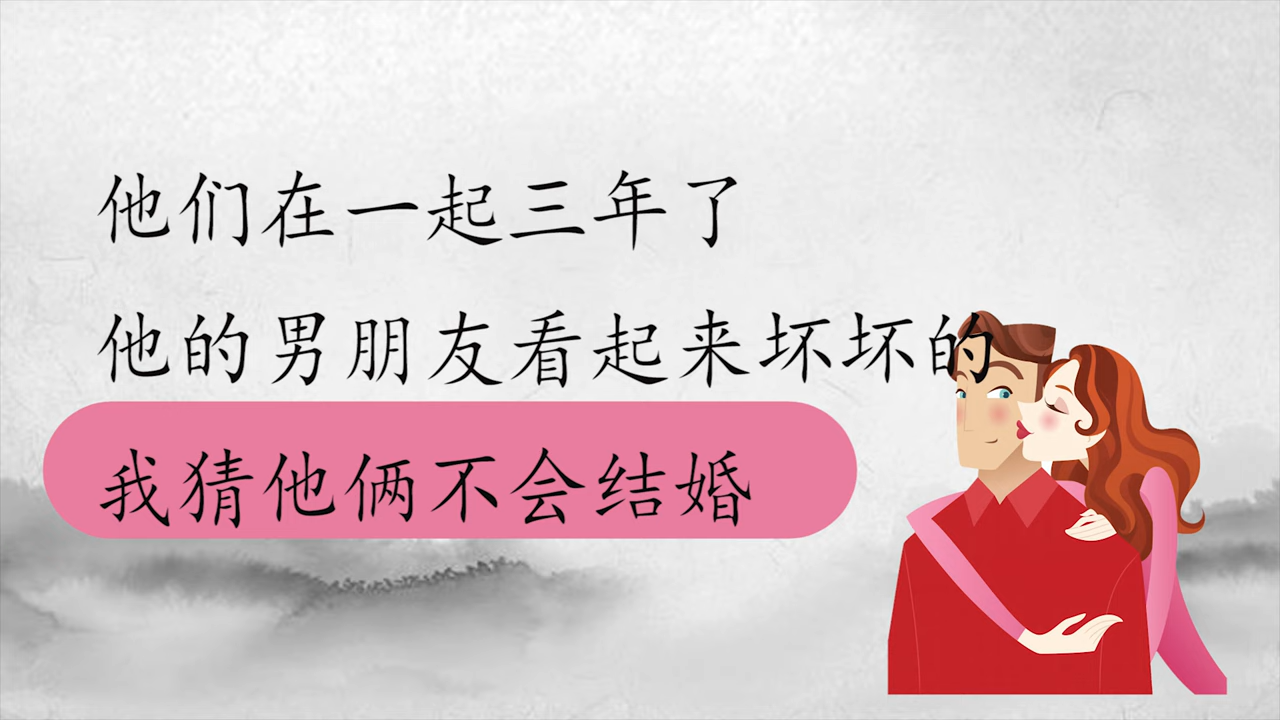 他们在一起三年了
他的男朋友看起来坏坏的
我猜他俩不会结婚